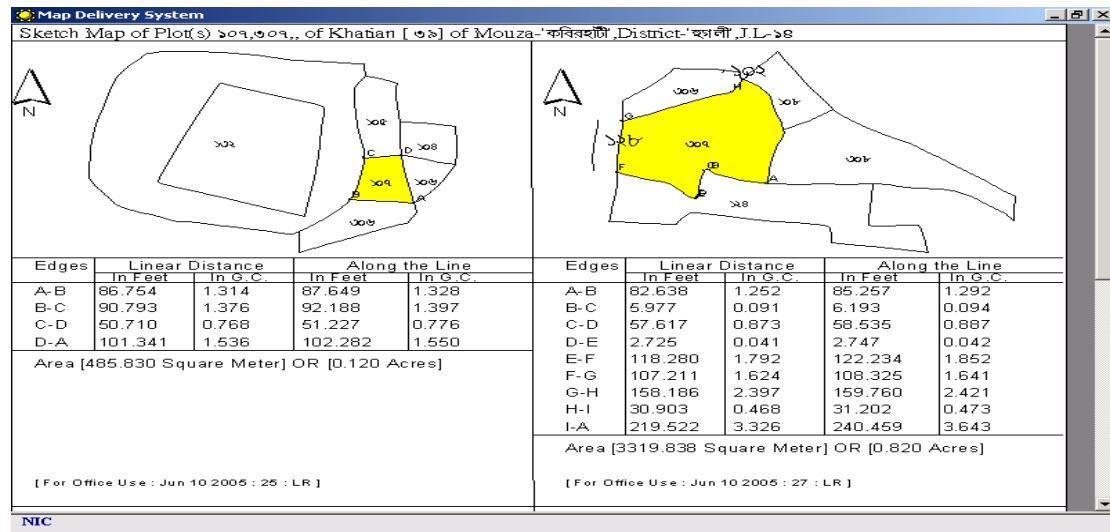 Map Delivery System
Sketch Map of Plot(s) ১০৭,৩০৭,, of Khatian [ ৩৯] of Mouza-'কবিরহাটী',District-'হুগলী',J.L-১৪
N
১০২
১০৫
C
D
১০৪
১০৭
১০৬
B
A
N
G
H
F
৩০৭
A
২৪
Edges Linear Distance Along the Line
In Feet In G.C. In Feet In G.C.
A-B 86.754 1.314 87.649 1.328
B-C 90.793 1.376 92.188 1.397
C-D 50.710 0.768 51.227 0.776
D-A 101.341 1.536 102.282 1.550
Area [485.830 Square Meter] OR [0.120 Acres]
[ For Office Use : Jun 10 2005 : 25 : LR ]
Edges Linear Distance Along the Line
In Feet In G.C. In Feet In G.C.
A-B 82.638 1.252 85.257 1.292
B-C 5.977 0.091 6.193 0.094
C-D 57.617 0.873 58.535 0.887
D-E 2.725 0.041 2.747 0.042
E-F 118.280 1.792 122.234 1.852
F-G 107.211 1.624 108.325 1.641
G-H 158.186 2.397 159.760 2.421
H-I 30.903 0.468 31.202 0.473
I-A 219.522 3.326 240.459 3.643
Area [3319.838 Square Meter] OR [0.820 Acres]
[ For Office Use : Jun 10 2005 : 27 : LR ]
NIC